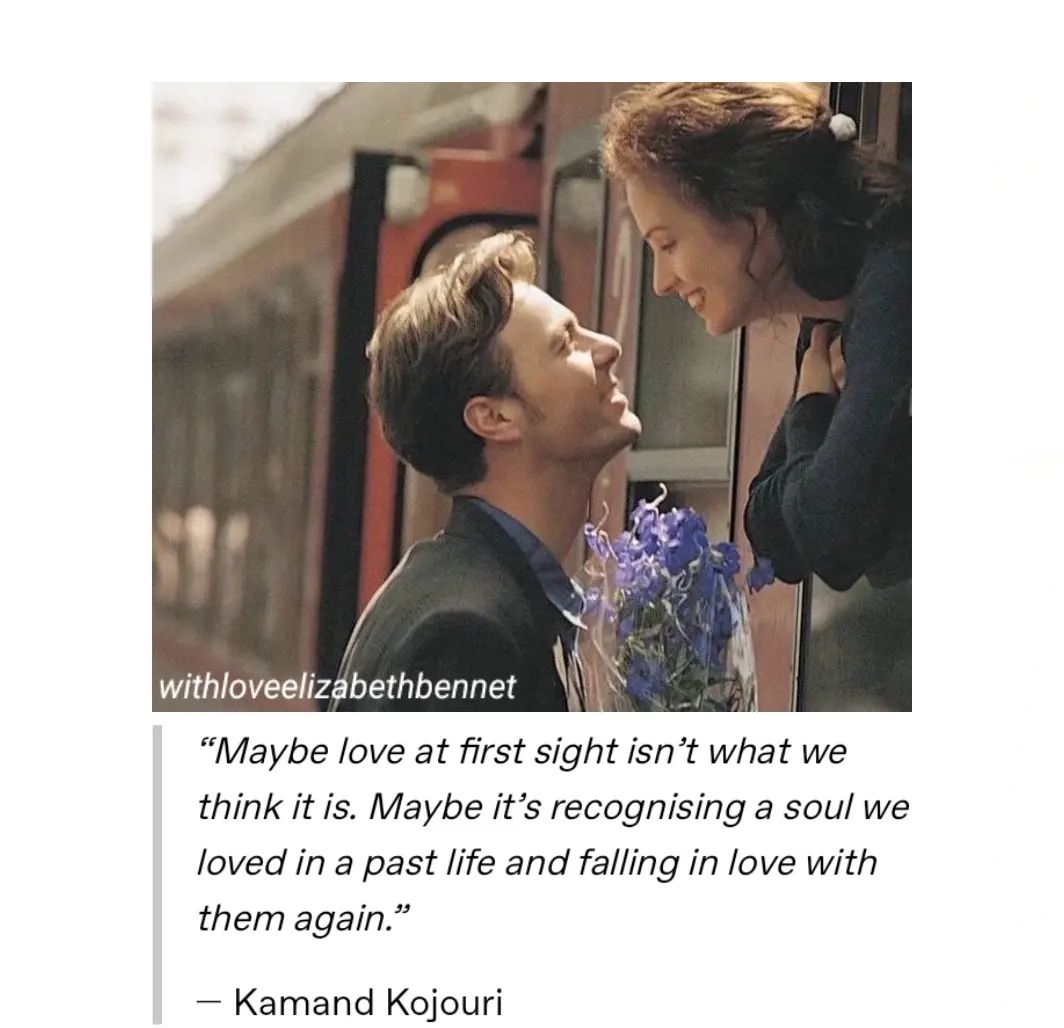 withloveelizabethbennet
“Maybe love at first sight isn’t what we
think it is. Maybe it’s recognising a soul we
loved in a past life and falling in love with
them again.”
— Kamand Kojouri